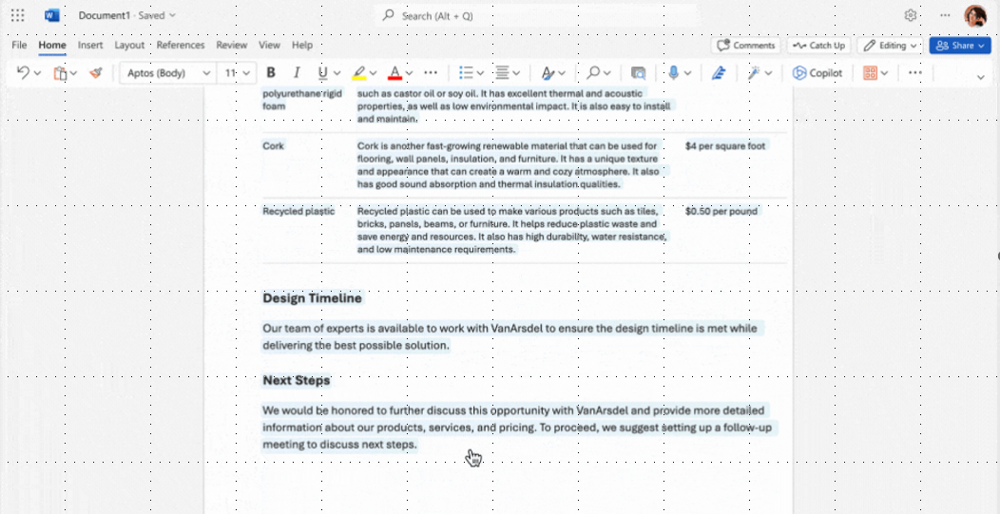 Document1 · Saved
Search (Alt + Q)
File Home Insert Layout References Review View Help
Comments Catch Up Editing Share
Aptos (Body) 11 B I U A Copilot
polyurethane rigid foam
such as castor oil or soy oil. It has excellent thermal and acoustic
properties, as well as low environmental impact. It is also easy to install
and maintain.
Cork
Cork is another fast-growing renewable material that can be used for
flooring, wall panels, insulation, and furniture. It has a unique texture
and appearance that can create a warm and cozy atmosphere. It also
has good sound absorption and thermal insulation qualities.
$4 per square foot
Recycled plastic
Recycled plastic can be used to make various products such as tiles,
bricks, panels, beams, or furniture. It helps reduce plastic waste and
save energy and resources. It also has high durability, water resistance,
and low maintenance requirements.
$0.50 per pound
Design Timeline
Our team of experts is available to work with VanArsdel to ensure the design timeline is met while
delivering the best possible solution.
Next Steps
We would be honored to further discuss this opportunity with VanArsdel and provide more detailed
information about our products, services, and pricing. To proceed, we suggest setting up a follow-up
meeting to discuss next steps.